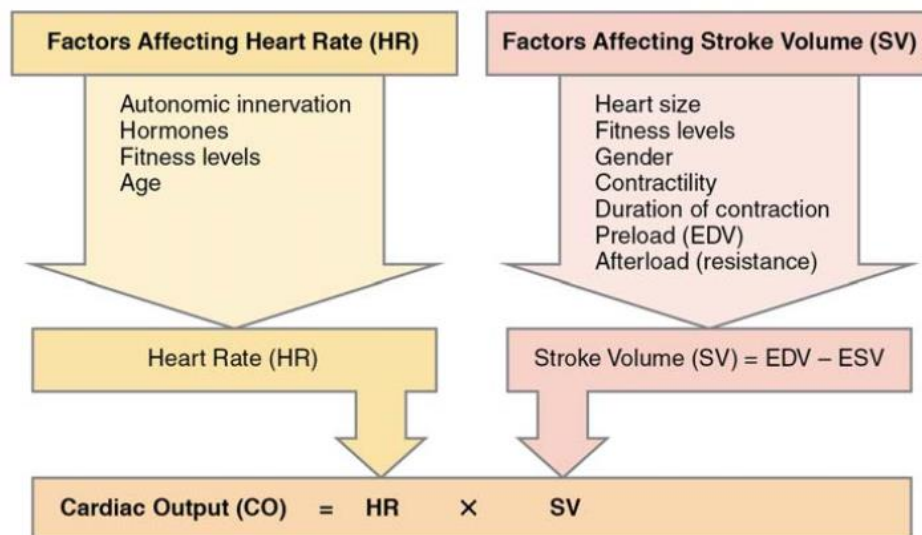 Factors Affecting Heart Rate (HR)
Autonomic innervation
Hormones
Fitness levels
Age
Factors Affecting Stroke Volume (SV)
Heart size
Fitness levels
Gender
Contractility
Duration of contraction
Preload (EDV)
Afterload (resistance)
Heart Rate (HR)
Stroke Volume (SV) = EDV – ESV
Cardiac Output (CO) = HR × SV